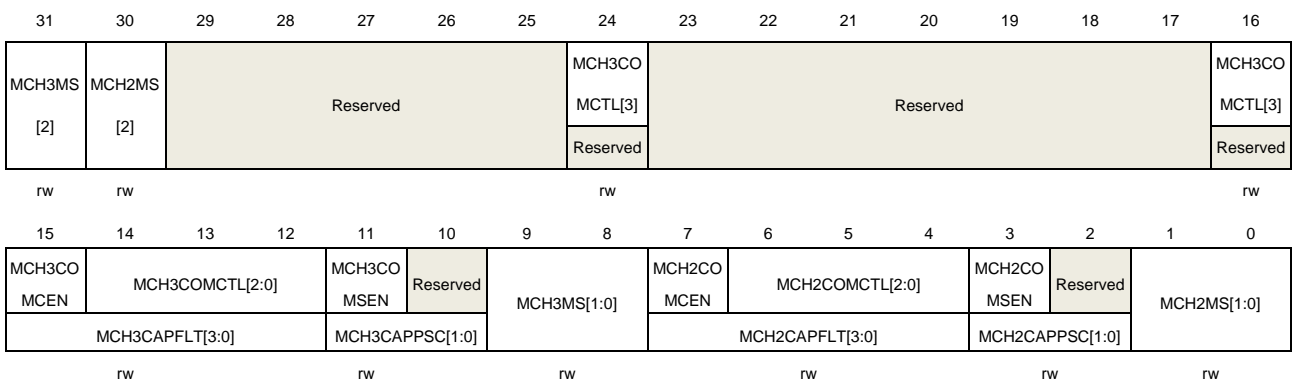 31 30 29 28 27 26 25 24 23 22 21 20 19 18 17 16
MCH3MS
[2]
MCH2MS
[2]
Reserved
MCH3CO
MCTL[3]
Reserved
Reserved
MCH3CO
MCTL[3]
Reserved
rw rw rw rw
15 14 13 12 11 10 9 8 7 6 5 4 3 2 1 0
MCH3CO
MCEN
MCH3COMCTL[2:0]
MCH3CO
MSEN
Reserved
MCH3MS[1:0]
MCH2CO
MCEN
MCH2COMCTL[2:0]
MCH2CO
MSEN
Reserved
MCH2MS[1:0]
MCH3CAPFLT[3:0]
MCH3CAPPSC[1:0]
MCH2CAPFLT[3:0]
MCH2CAPPSC[1:0]
rw rw rw rw rw rw